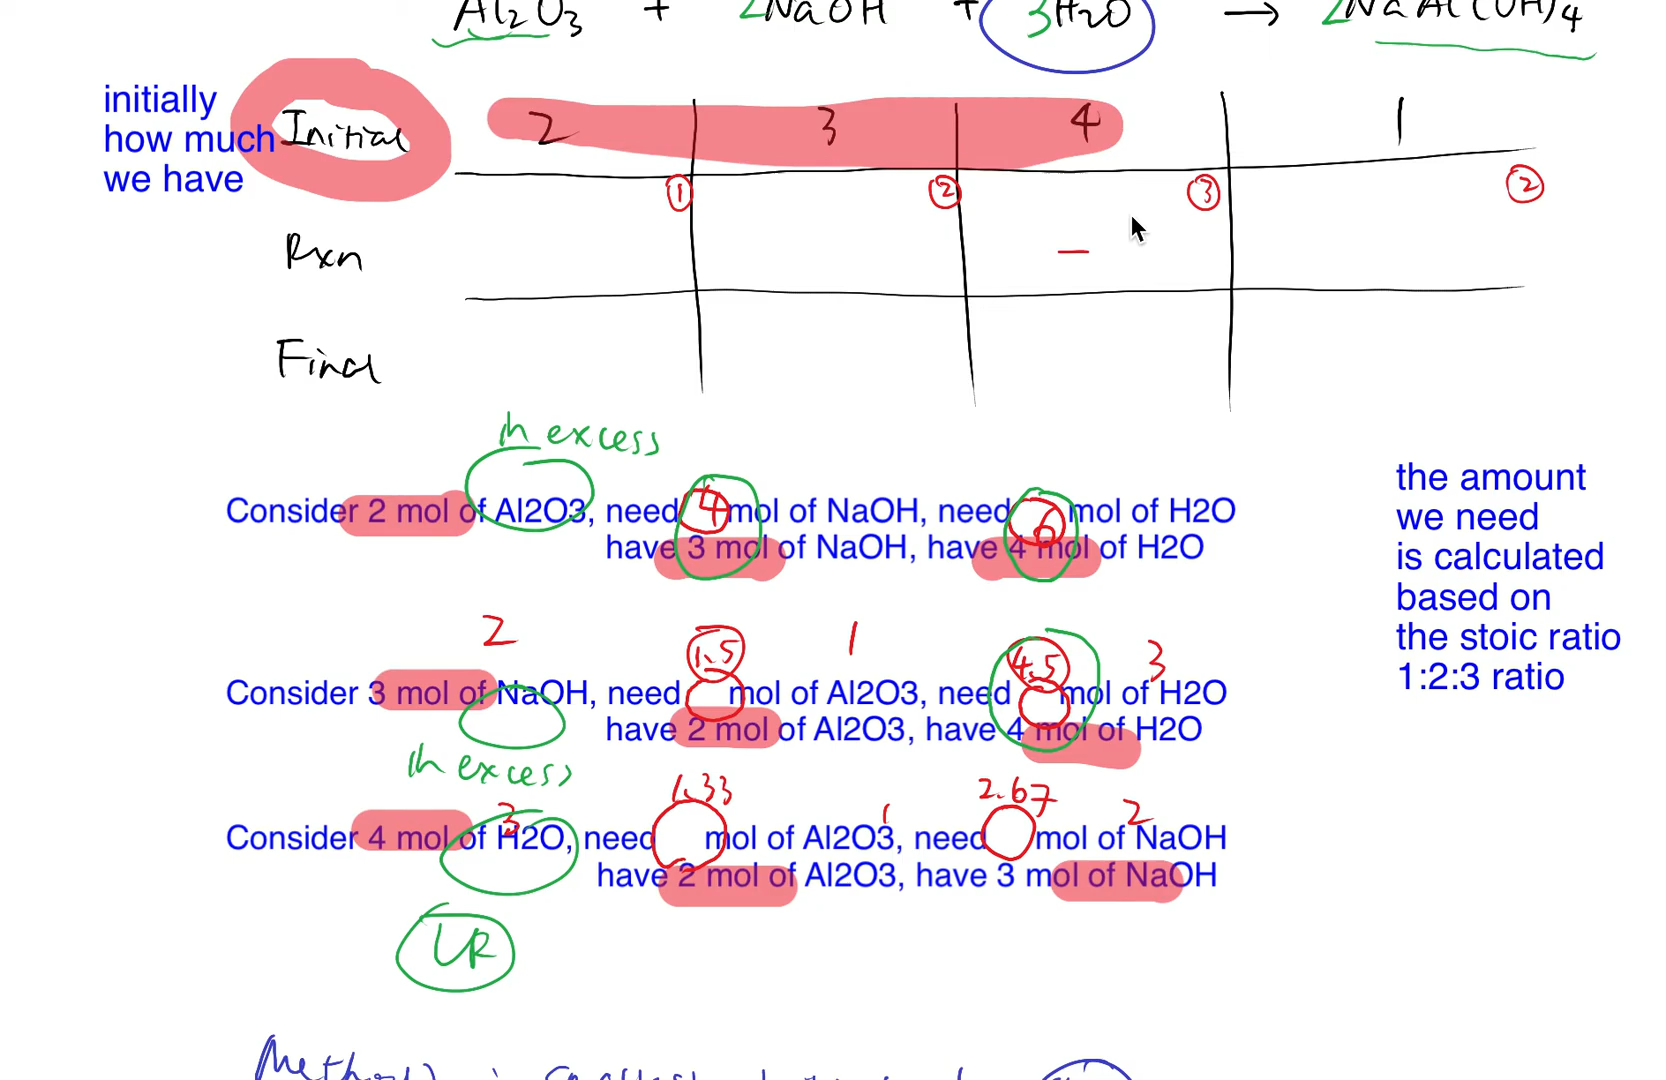 Al2O3 + 2NaOH + 3H2O → 2NaAl(OH)4
initially
how much
we have
Initial 2 3 4 1
① ② ③ ②
Rxn −
Final
in excess
Consider 2 mol of Al2O3, need 4 mol of NaOH, need 6 mol of H2O
have 3 mol of NaOH, have 4 mol of H2O
the amount
we need
is calculated
based on
the stoic ratio
1:2:3 ratio
2 1.5 1 4.5 3
Consider 3 mol of NaOH, need mol of Al2O3, need mol of H2O
have 2 mol of Al2O3, have 4 mol of H2O
in excess
1.33 2.67
3 1 2
Consider 4 mol of H2O, need mol of Al2O3, need mol of NaOH
have 2 mol of Al2O3, have 3 mol of NaOH
LR